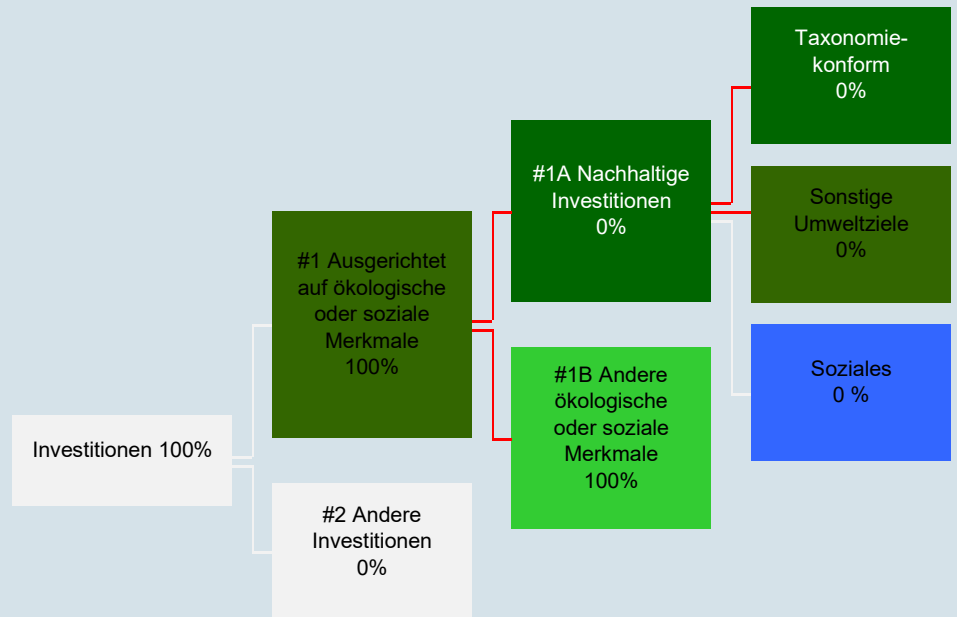 Investitionen 100%
#1 Ausgerichtet
auf ökologische
oder soziale
Merkmale
100%
#2 Andere
Investitionen
0%
#1A Nachhaltige
Investitionen
0%
#1B Andere
ökologische
oder soziale
Merkmale
100%
Taxonomie-
konform
0%
Sonstige
Umweltziele
0%
Soziales
0 %